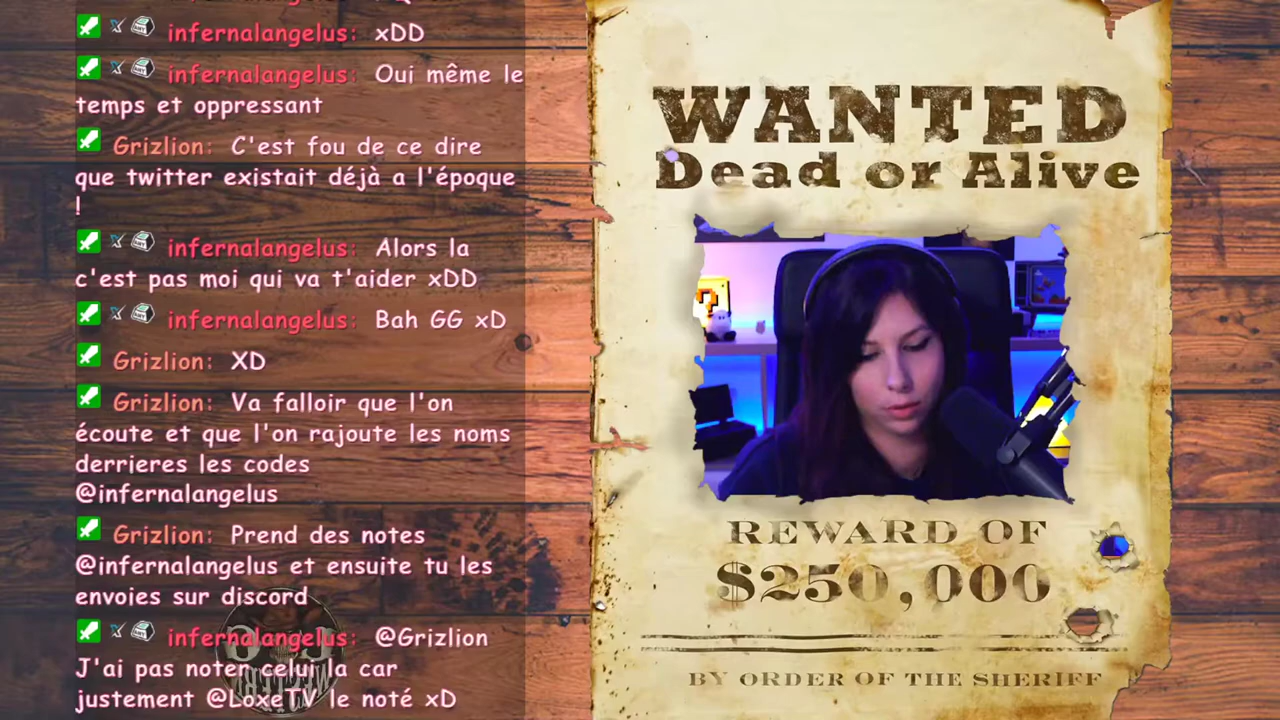 infernalangelus: xDD
infernalangelus: Oui même le
temps et oppressant
Grizlion: C'est fou de ce dire
que twitter existait déjà a l'époque
!
infernalangelus: Alors la
c'est pas moi qui va t'aider xDD
infernalangelus: Bah GG xD
Grizlion: XD
Grizlion: Va falloir que l'on
écoute et que l'on rajoute les noms
derrieres les codes
@infernalangelus
Grizlion: Prend des notes
@infernalangelus et ensuite tu les
envoies sur discord
infernalangelus: @Grizlion
J'ai pas noter celui la car
justement @LoxeTV le noté xD
WANTED
Dead or Alive
?
REWARD OF
$250,000
BY ORDER OF THE SHERIFF